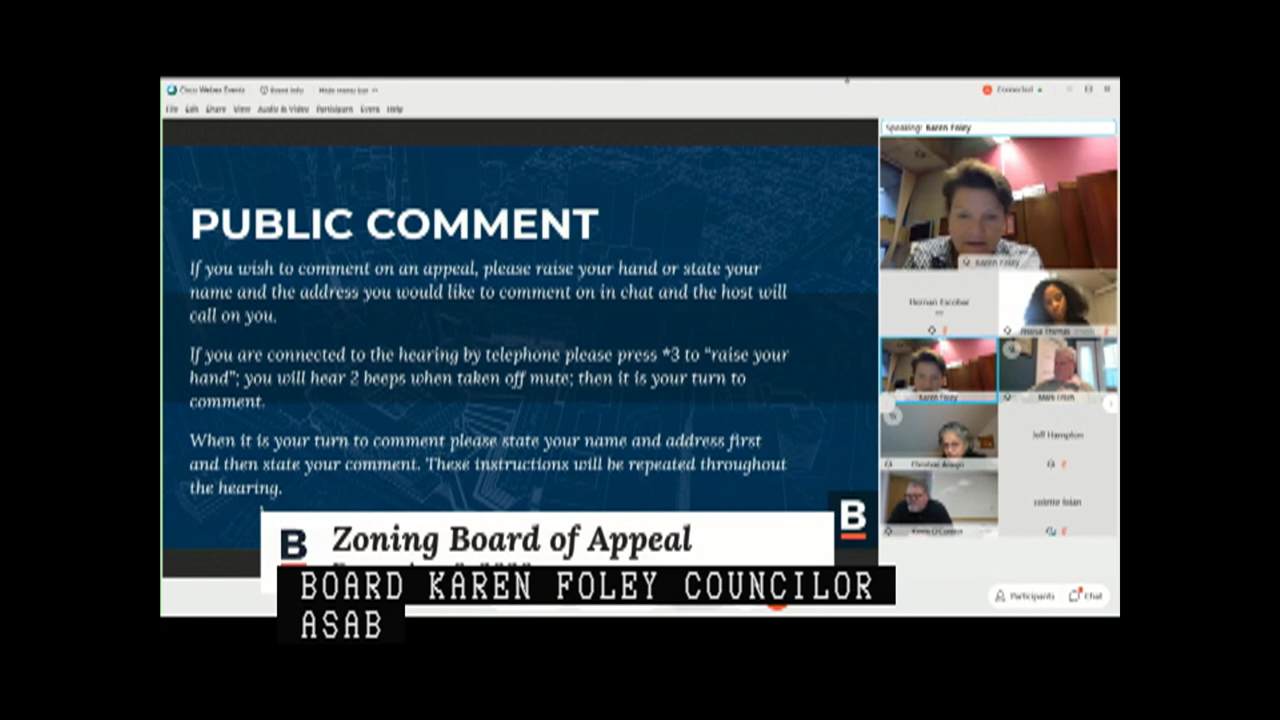 Cisco Webex Events Event Info Hide menu bar
Connected
File Edit Share View Audio & Video Participant Event Help
Speaking: Karen Foley
PUBLIC COMMENT
If you wish to comment on an appeal, please raise your hand or state your
name and the address you would like to comment on in chat and the host will
call on you.
If you are connected to the hearing by telephone please press *3 to "raise your
hand"; you will hear 2 beeps when taken off mute; then it is your turn to
comment.
When it is your turn to comment please state your name and address first
and then state your comment. These instructions will be repeated throughout
the hearing.
Karen Foley
Hernan Escobar
Karen Foley
Mark Erlich
Christine Araujo
Jeff Hampton
Kevin O'Connor
B
B
Zoning Board of Appeal
BOARD KAREN FOLEY COUNCILOR
ASAB
Participants Chat